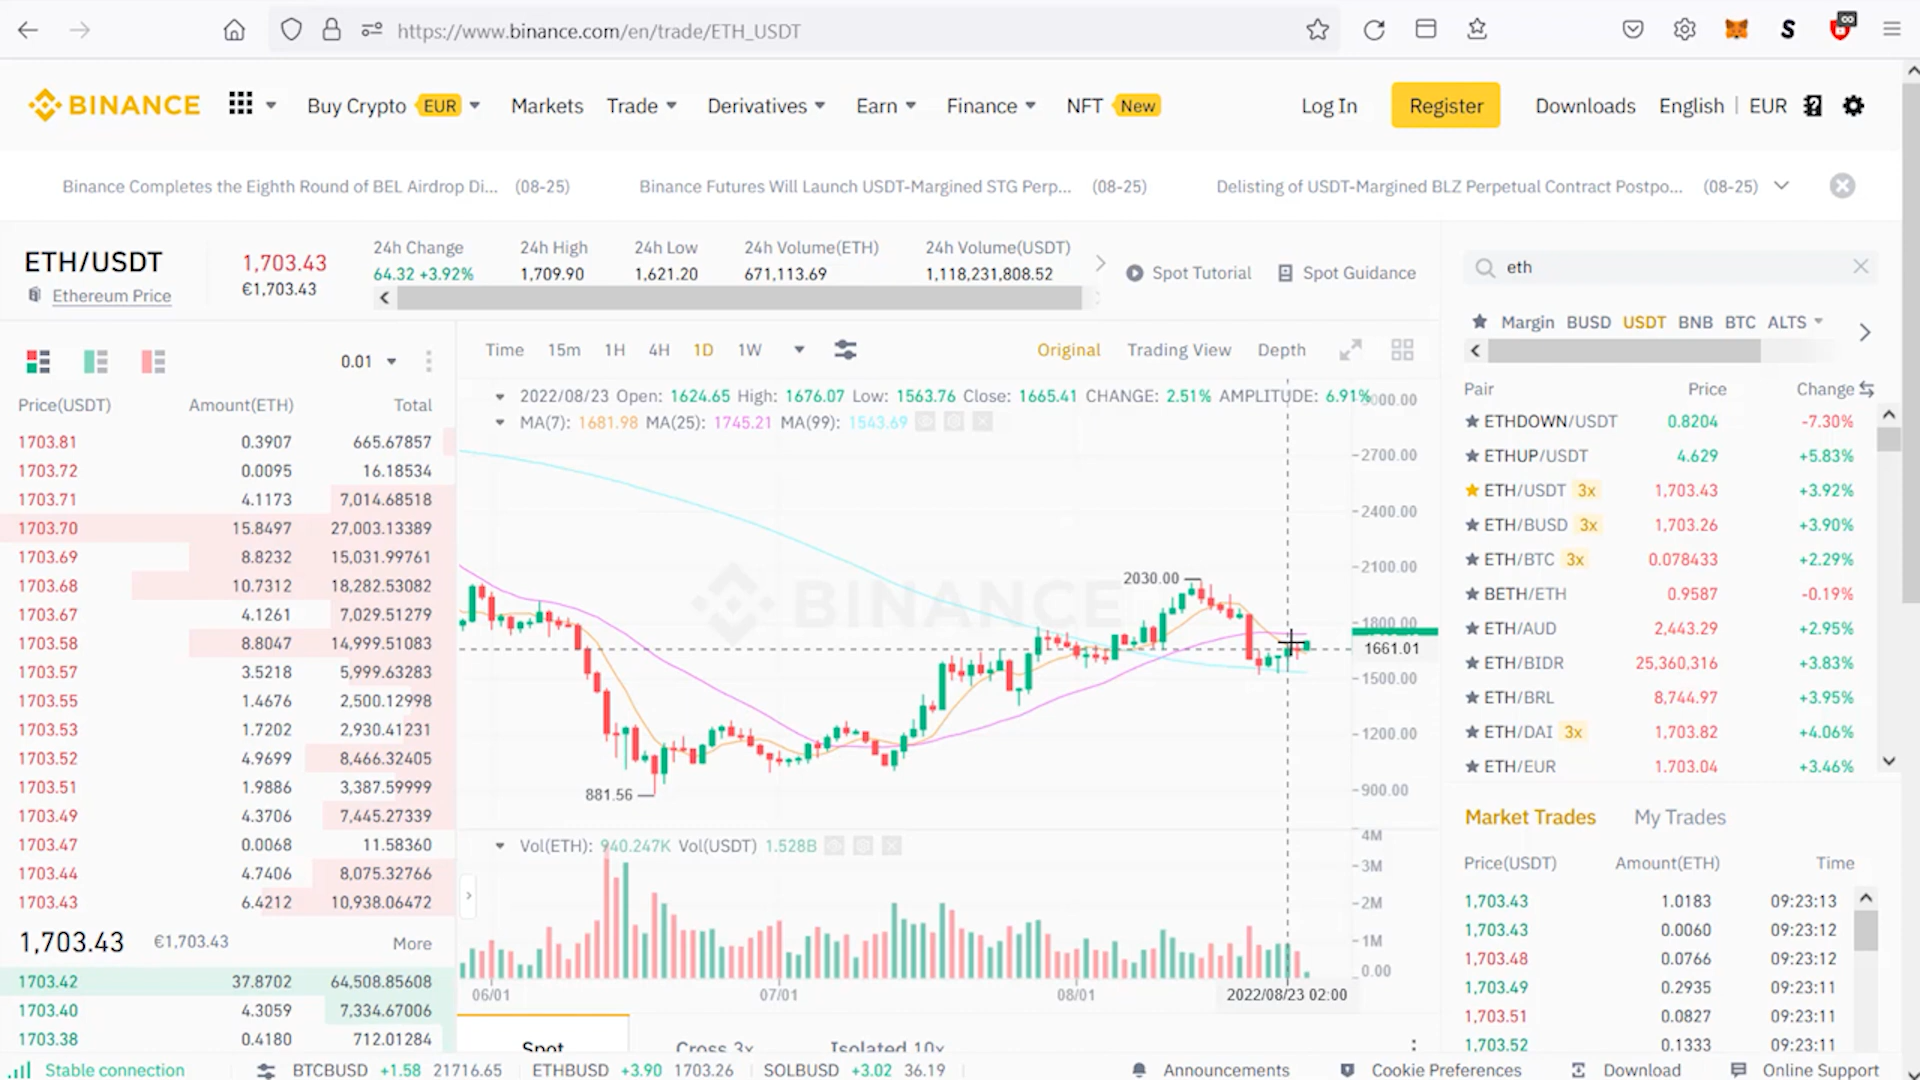 https://www.binance.com/en/trade/ETH_USDT
BINANCE
Buy Crypto EUR
Markets
Trade
Derivatives
Earn
Finance
NFT New
Log In
Register
Downloads
English | EUR
Binance Completes the Eighth Round of BEL Airdrop Di... (08-25)
Binance Futures Will Launch USDT-Margined STG Perp... (08-25)
Delisting of USDT-Margined BLZ Perpetual Contract Postpo... (08-25)
ETH/USDT
Ethereum Price
1,703.43
€1,703.43
24h Change
64.32 +3.92%
24h High
1,709.90
24h Low
1,621.20
24h Volume(ETH)
671,113.69
24h Volume(USDT)
1,118,231,808.52
Spot Tutorial
Spot Guidance
0.01
Price(USDT) Amount(ETH) Total
1703.81 0.3907 665.67857
1703.72 0.0095 16.18534
1703.71 4.1173 7,014.68518
1703.70 15.8497 27,003.13389
1703.69 8.8232 15,031.99761
1703.68 10.7312 18,282.53082
1703.67 4.1261 7,029.51279
1703.58 8.8047 14,999.51083
1703.57 3.5218 5,999.63283
1703.55 1.4676 2,500.12998
1703.53 1.7202 2,930.41231
1703.52 4.9699 8,466.32405
1703.51 1.9886 3,387.59999
1703.49 4.3706 7,445.27339
1703.47 0.0068 11.58360
1703.44 4.7406 8,075.32766
1703.43 6.4212 10,938.06472
1,703.43 €1,703.43 More
1703.42 37.8702 64,508.85608
1703.40 4.3059 7,334.67006
1703.38 0.4180 712.01284
Time 15m 1H 4H 1D 1W
Original Trading View Depth
2022/08/23 Open: 1624.65 High: 1676.07 Low: 1563.76 Close: 1665.41 CHANGE: 2.51% AMPLITUDE: 6.91%
MA(7): 1681.98 MA(25): 1745.21 MA(99): 1543.69
3000.00
2700.00
2400.00
2100.00
1800.00
1661.01
1500.00
1200.00
900.00
BINANCE
2030.00
881.56
Vol(ETH): 940.247K Vol(USDT) 1.528B
4M
3M
2M
1M
0.00
06/01 07/01 08/01 2022/08/23 02:00
Spot Cross 3x Isolated 10x
eth
Margin BUSD USDT BNB BTC ALTS
Pair Price Change
ETHDOWN/USDT 0.8204 -7.30%
ETHUP/USDT 4.629 +5.83%
ETH/USDT 3x 1,703.43 +3.92%
ETH/BUSD 3x 1,703.26 +3.90%
ETH/BTC 3x 0.078433 +2.29%
BETH/ETH 0.9587 -0.19%
ETH/AUD 2,443.29 +2.95%
ETH/BIDR 25,360,316 +3.83%
ETH/BRL 8,744.97 +3.95%
ETH/DAI 3x 1,703.82 +4.06%
ETH/EUR 1.703.04 +3.46%
Market Trades My Trades
Price(USDT) Amount(ETH) Time
1,703.43 1.0183 09:23:13
1,703.43 0.0060 09:23:12
1,703.48 0.0766 09:23:12
1,703.49 0.2935 09:23:11
1,703.51 0.0827 09:23:11
1,703.52 0.1333 09:23:11
Stable connection
BTCBUSD +1.58 21716.65
ETHBUSD +3.90 1703.26
SOLBUSD +3.02 36.19
Announcements
Cookie Preferences
Download
Online Support